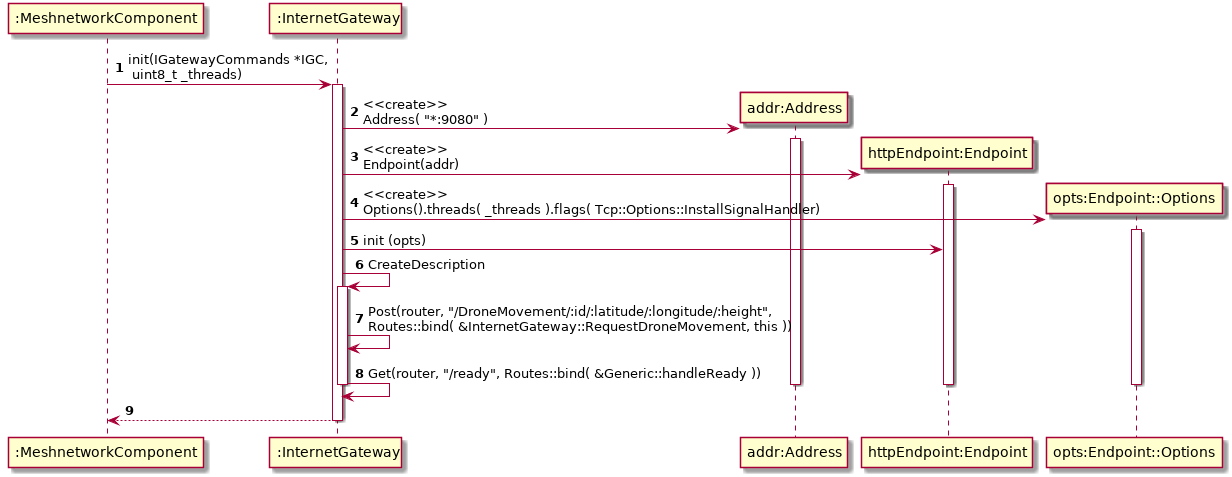 :MeshnetworkComponent
:InternetGateway
1 init(IGatewayCommands *IGC,
uint8_t _threads)
addr:Address
2 <<create>>
Address( "*:9080" )
httpEndpoint:Endpoint
3 <<create>>
Endpoint(addr)
opts:Endpoint::Options
4 <<create>>
Options().threads( _threads ).flags( Tcp::Options::InstallSignalHandler)
5 init (opts)
6 CreateDescription
7 Post(router, "/DroneMovement/:id/:latitude/:longitude/:height",
Routes::bind( &InternetGateway::RequestDroneMovement, this ))
8 Get(router, "/ready", Routes::bind( &Generic::handleReady ))
9
:MeshnetworkComponent
:InternetGateway
addr:Address
httpEndpoint:Endpoint
opts:Endpoint::Options